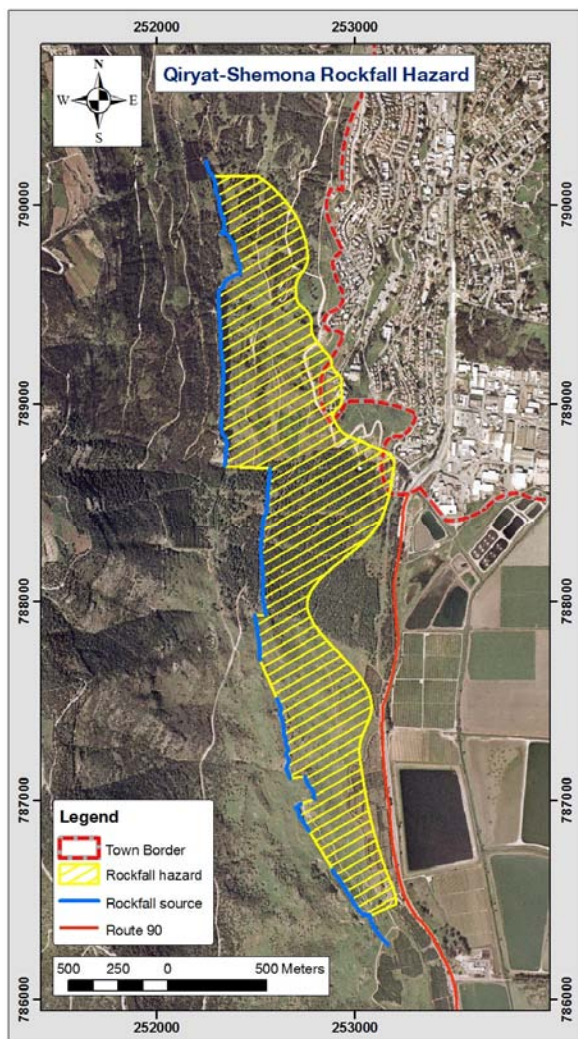 252000 253000
Qiryat-Shemona Rockfall Hazard
N
W E
S
790000 790000
789000 789000
788000 788000
787000 787000
Legend
Town Border
Rockfall hazard
Rockfall source
Route 90
500 250 0 500 Meters
786000 786000
252000 253000